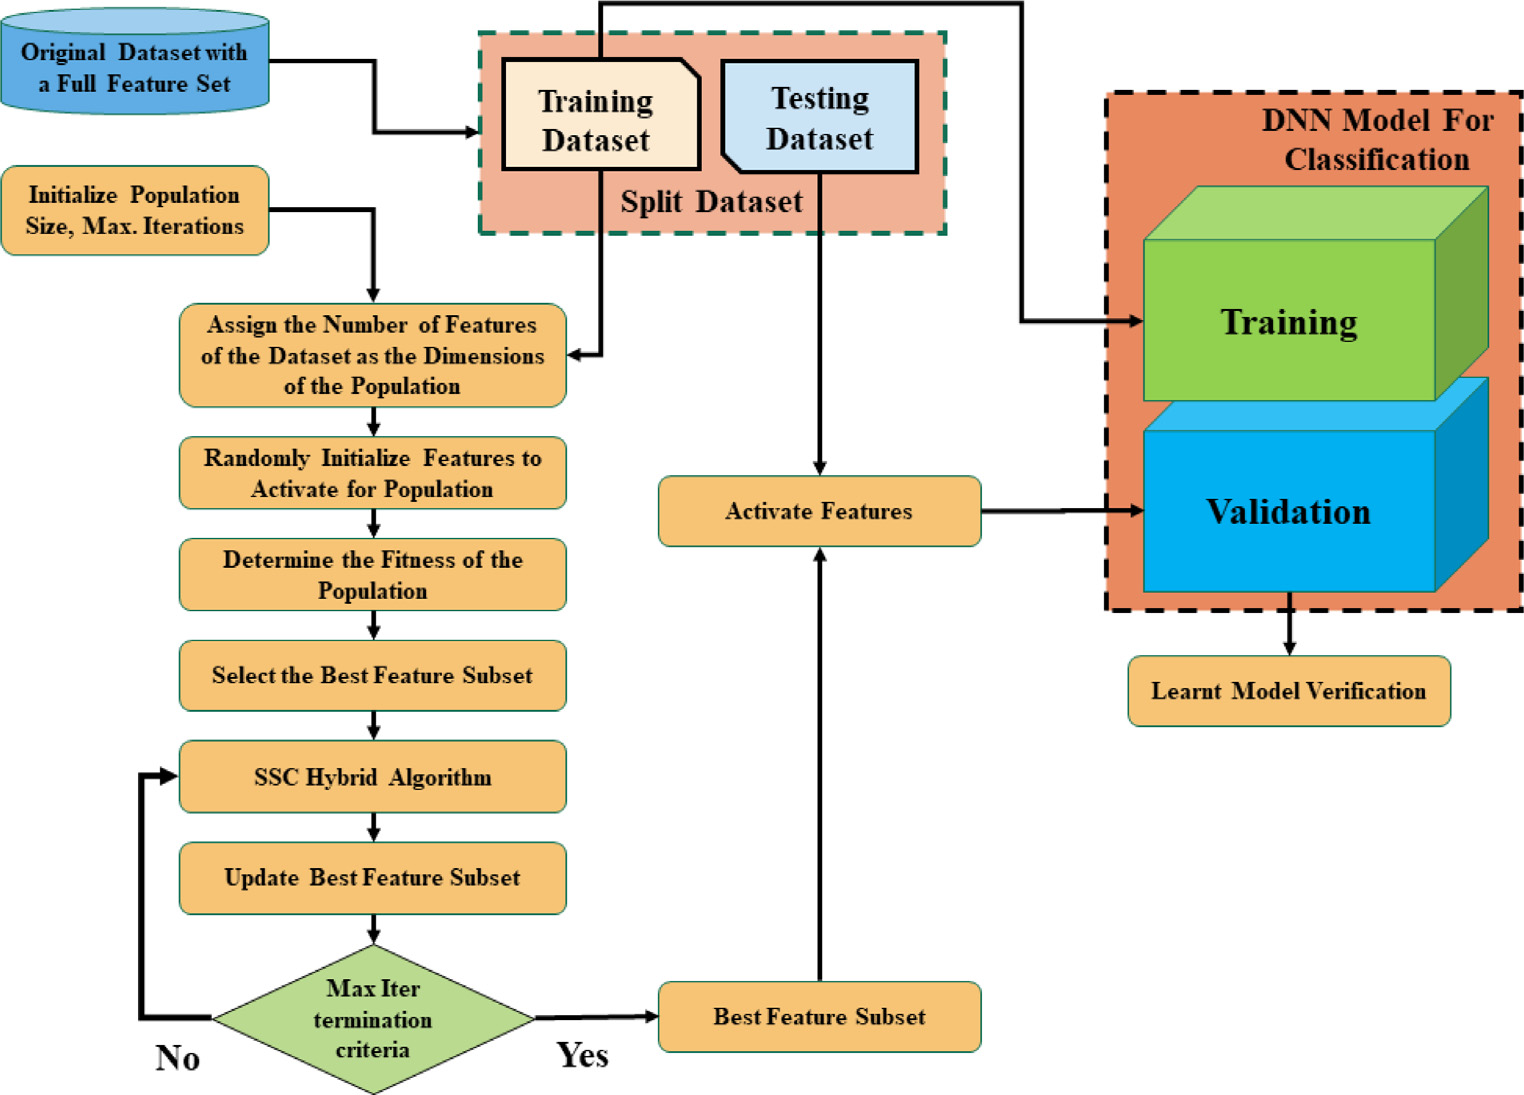 Original Dataset with
a Full Feature Set
Initialize Population
Size, Max. Iterations
Training
Dataset
Testing
Dataset
Split Dataset
DNN Model For
Classification
Training
Validation
Assign the Number of Features
of the Dataset as the Dimensions
of the Population
Randomly Initialize Features to
Activate for Population
Determine the Fitness of the
Population
Select the Best Feature Subset
SSC Hybrid Algorithm
Update Best Feature Subset
Max Iter
termination
criteria
No
Yes
Best Feature Subset
Activate Features
Learnt Model Verification